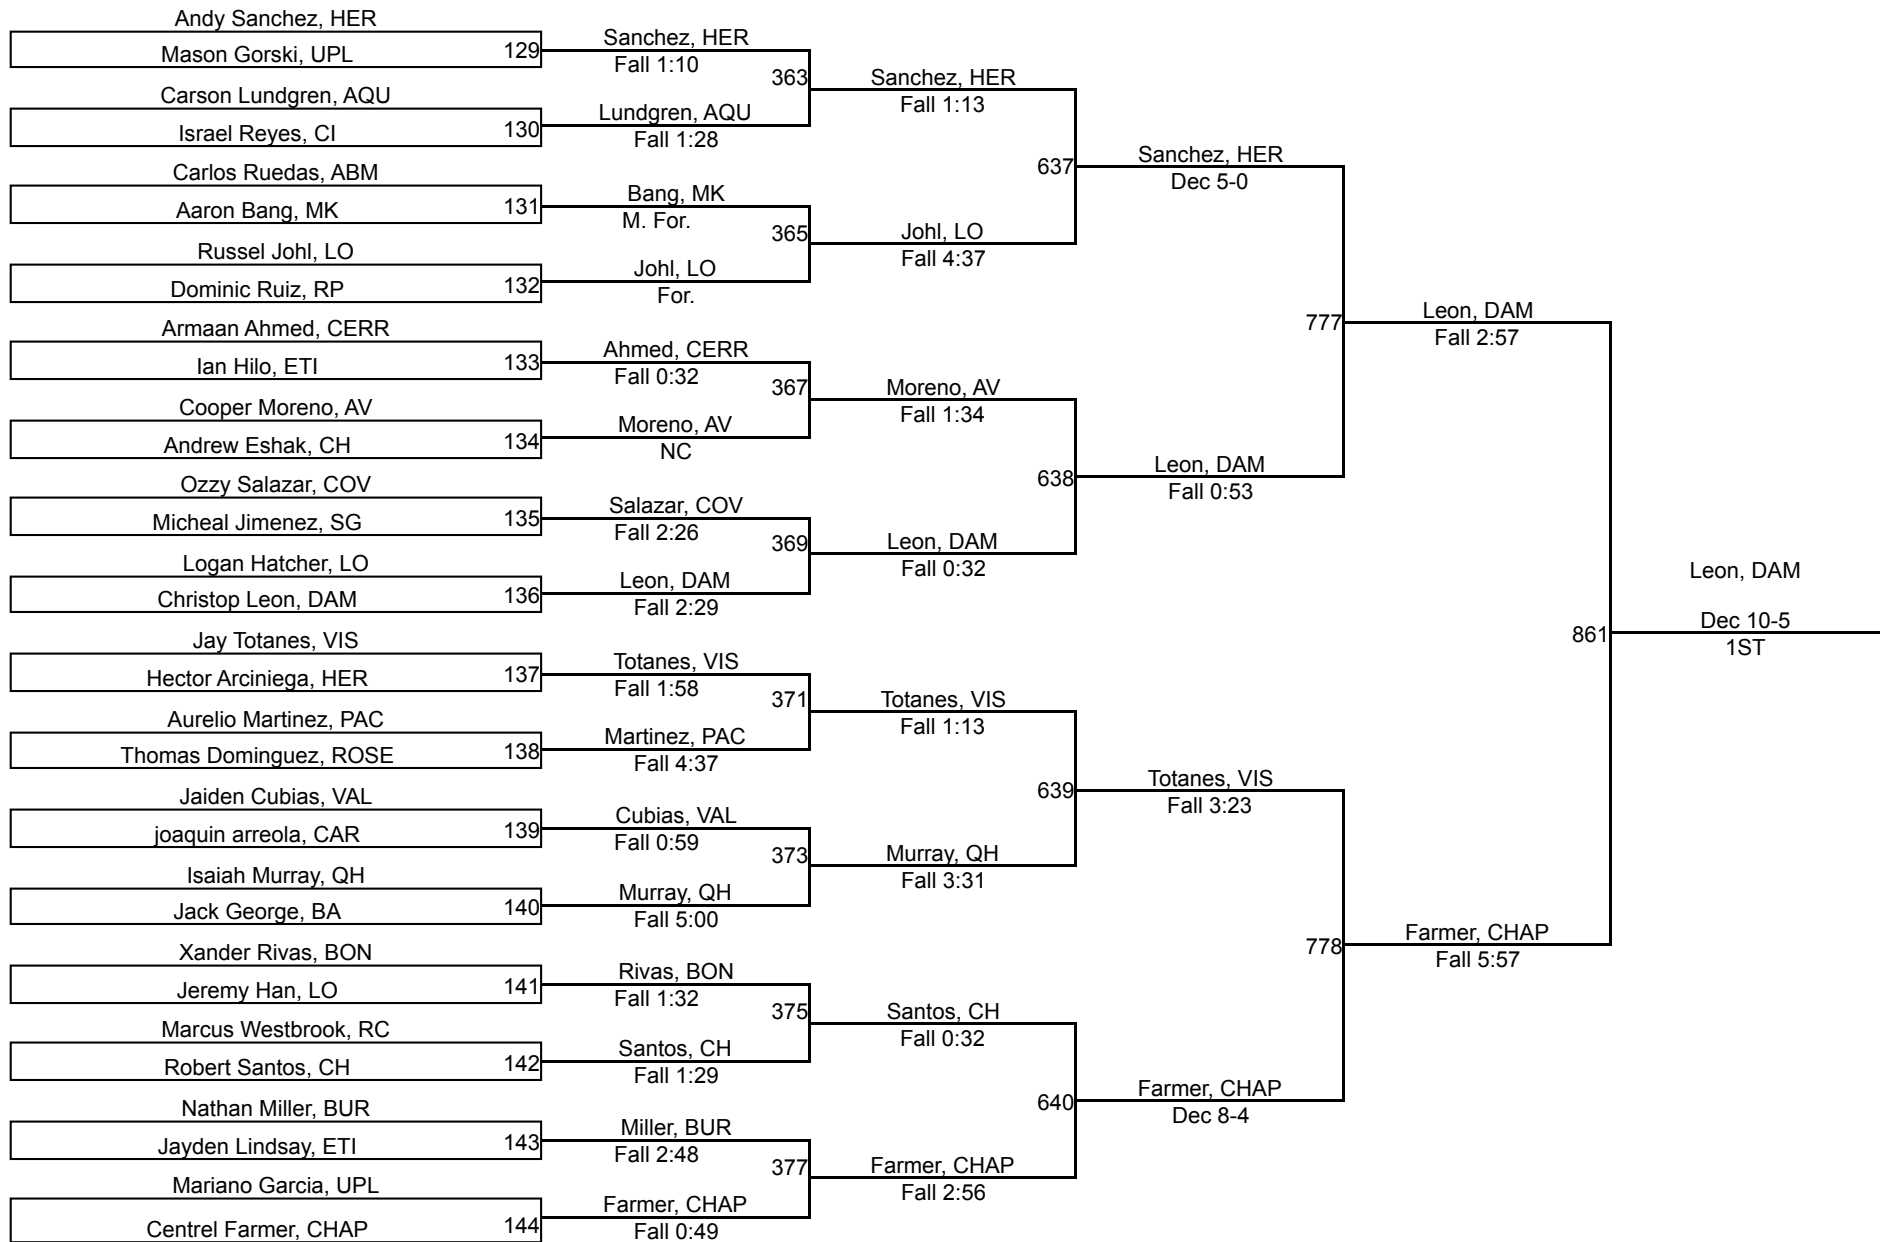 Andy Sanchez, HER
Mason Gorski, UPL
129
Carson Lundgren, AQU
Israel Reyes, CI
130
Carlos Ruedas, ABM
Aaron Bang, MK
131
Russel Johl, LO
Dominic Ruiz, RP
132
Armaan Ahmed, CERR
Ian Hilo, ETI
133
Cooper Moreno, AV
Andrew Eshak, CH
134
Ozzy Salazar, COV
Micheal Jimenez, SG
135
Logan Hatcher, LO
Christop Leon, DAM
136
Jay Totanes, VIS
Hector Arciniega, HER
137
Aurelio Martinez, PAC
Thomas Dominguez, ROSE
138
Jaiden Cubias, VAL
joaquin arreola, CAR
139
Isaiah Murray, QH
Jack George, BA
140
Xander Rivas, BON
Jeremy Han, LO
141
Marcus Westbrook, RC
Robert Santos, CH
142
Nathan Miller, BUR
Jayden Lindsay, ETI
143
Mariano Garcia, UPL
Centrel Farmer, CHAP
144
Sanchez, HER
Fall 1:10
363
Lundgren, AQU
Fall 1:28
Bang, MK
M. For.
365
Johl, LO
For.
Ahmed, CERR
Fall 0:32
367
Moreno, AV
NC
Salazar, COV
Fall 2:26
369
Leon, DAM
Fall 2:29
Totanes, VIS
Fall 1:58
371
Martinez, PAC
Fall 4:37
Cubias, VAL
Fall 0:59
373
Murray, QH
Fall 5:00
Rivas, BON
Fall 1:32
375
Santos, CH
Fall 1:29
Miller, BUR
Fall 2:48
377
Farmer, CHAP
Fall 0:49
Sanchez, HER
Fall 1:13
637
Johl, LO
Fall 4:37
Moreno, AV
Fall 1:34
638
Leon, DAM
Fall 0:32
Totanes, VIS
Fall 1:13
639
Murray, QH
Fall 3:31
Santos, CH
Fall 0:32
640
Farmer, CHAP
Fall 2:56
Sanchez, HER
Dec 5-0
777
Leon, DAM
Fall 0:53
Totanes, VIS
Fall 3:23
778
Farmer, CHAP
Dec 8-4
Leon, DAM
Fall 2:57
861
Farmer, CHAP
Fall 5:57
Leon, DAM
Dec 10-5
1ST